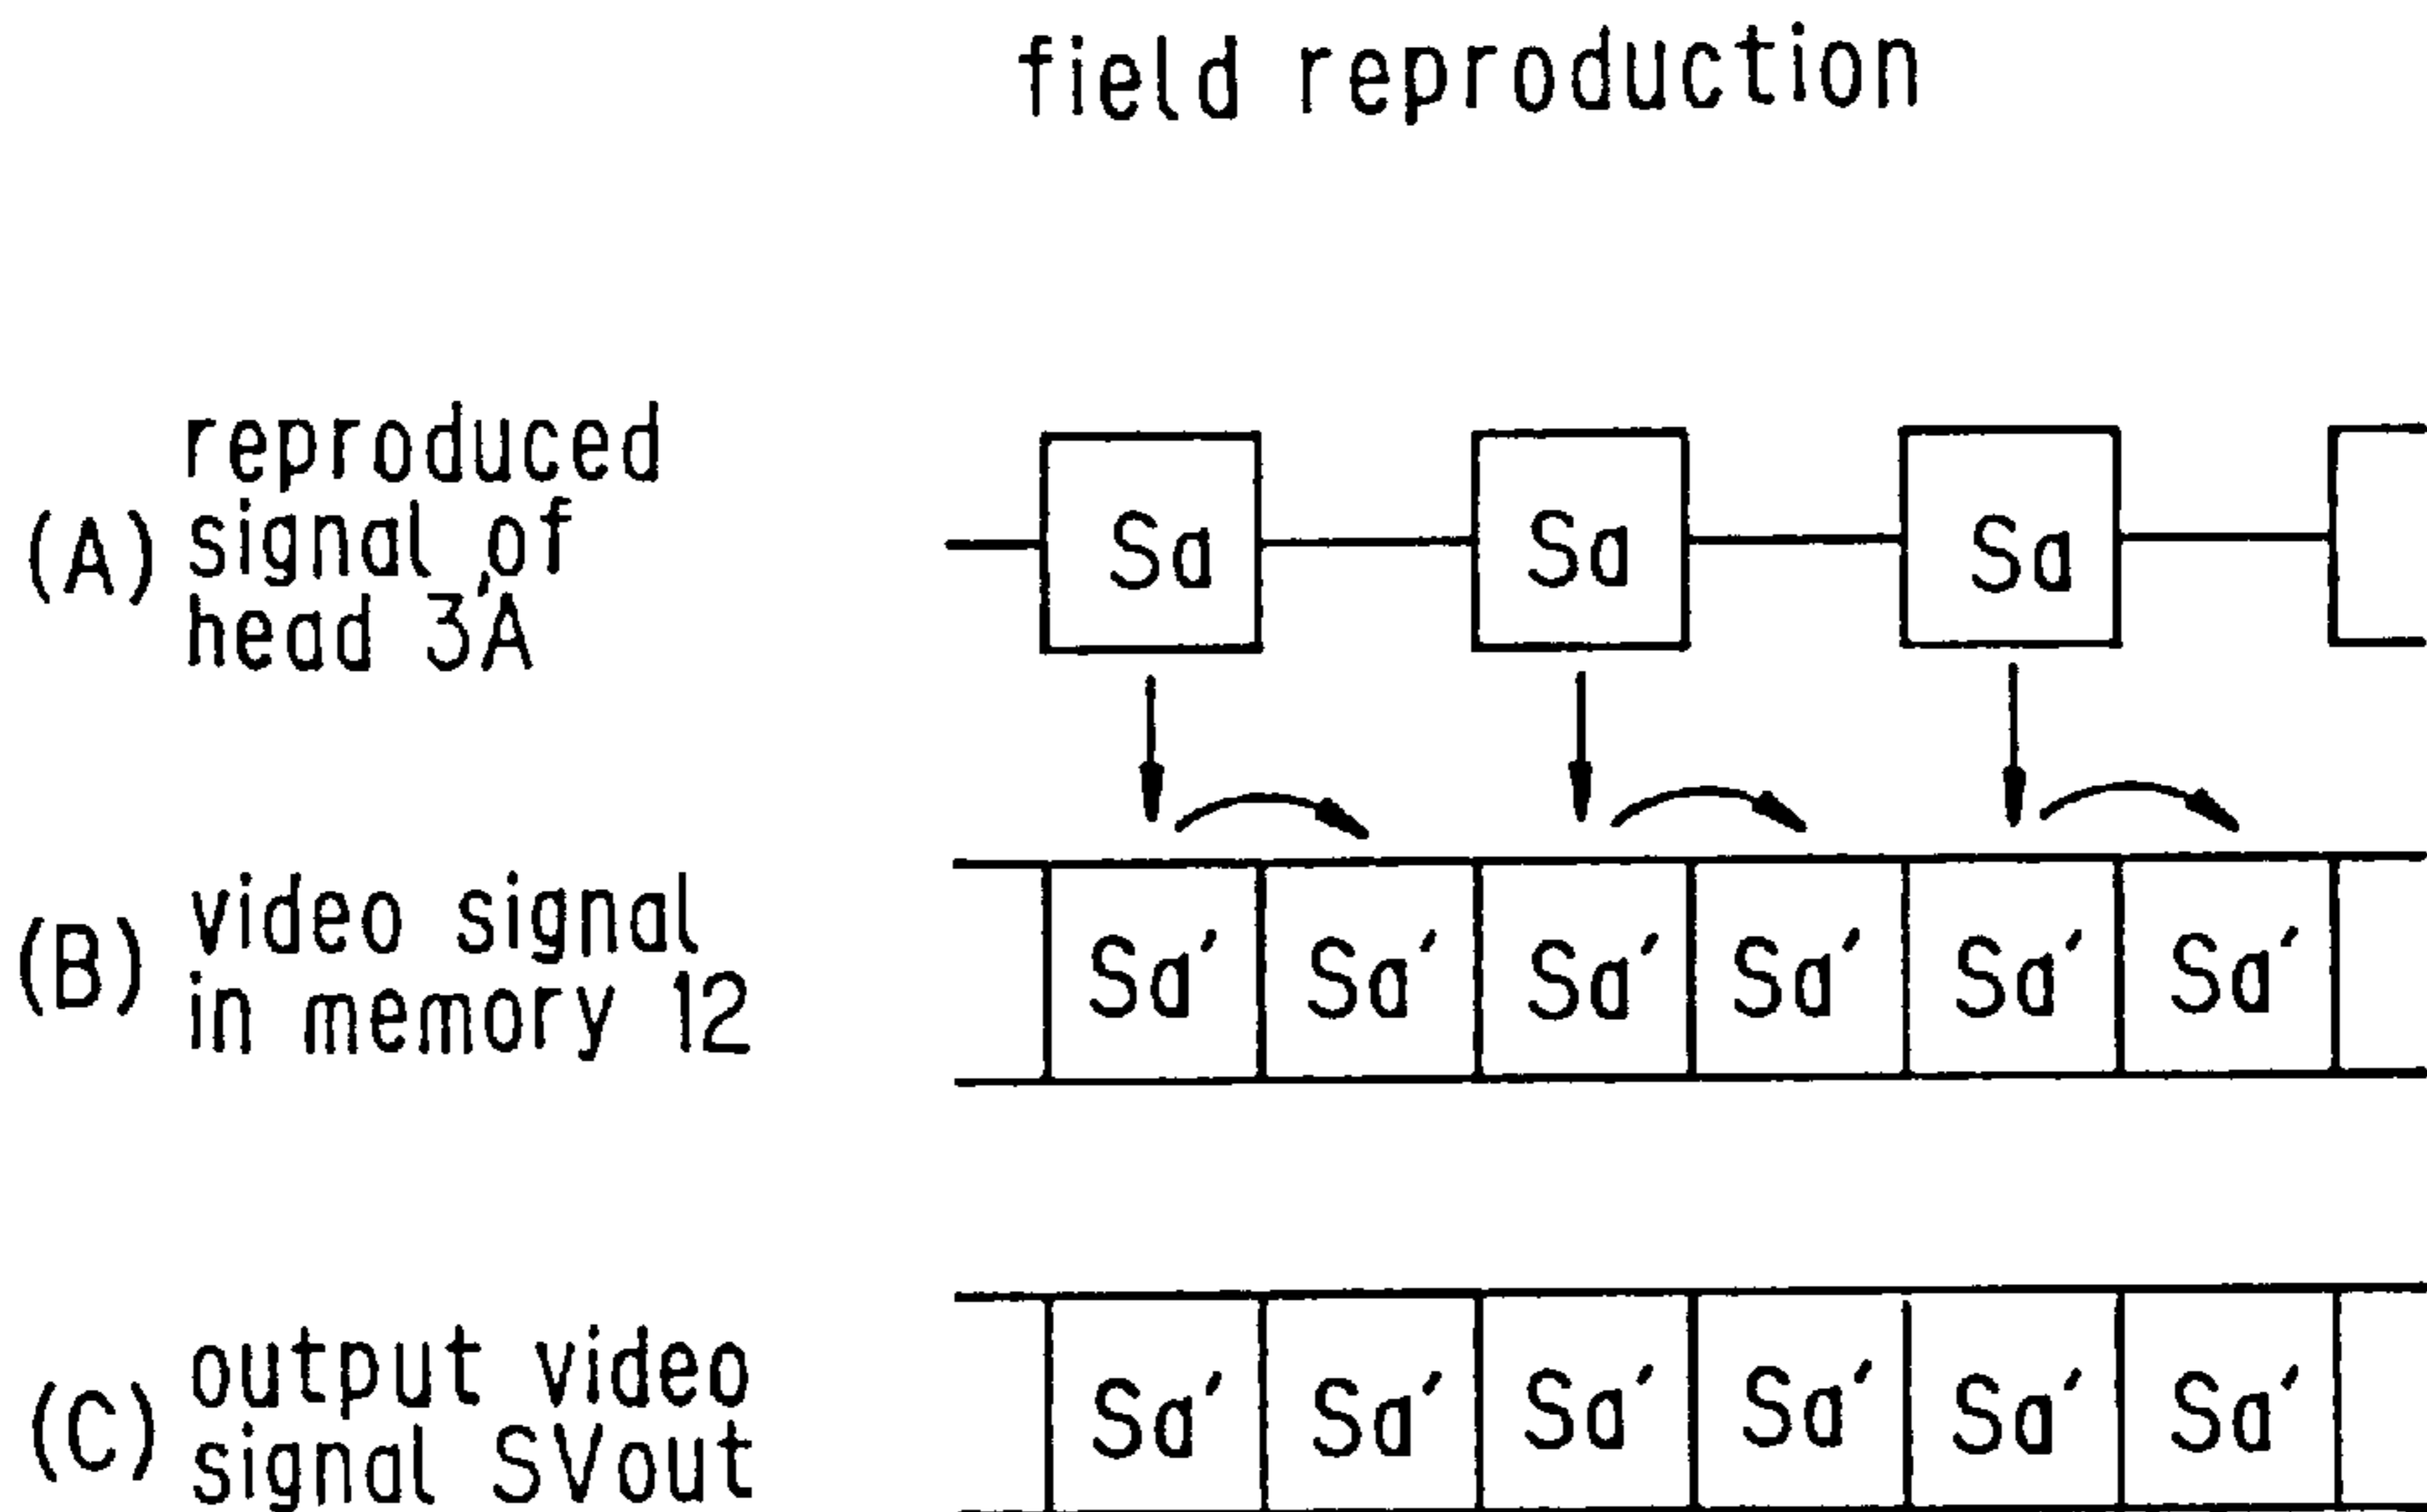 field reproduction
reproduced
(A) signal of
head 3'A
Sa Sa Sa
video signal
(B) in memory 12
Sa′ Sa′ Sa′ Sa′ Sa′ Sa′
output video
(C) signal SVout
Sa′ Sa′ Sa′ Sa′ Sa′ Sa′